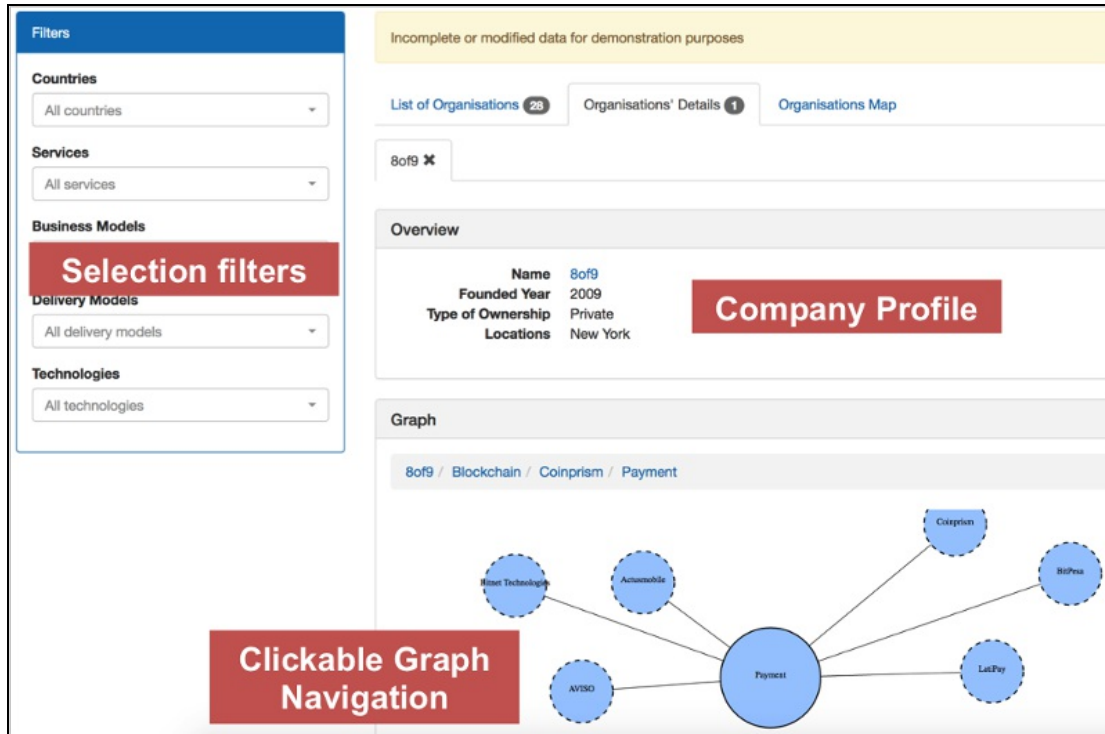 Filters
Countries
All countries
Services
All services
Business Models
Selection filters
Delivery Models
All delivery models
Technologies
All technologies
Incomplete or modified data for demonstration purposes
List of Organisations 28 Organisations' Details 1 Organisations Map
8of9 ✖
Overview
Name 8of9
Founded Year 2009
Type of Ownership Private
Locations New York
Company Profile
Graph
8of9 / Blockchain / Coinprism / Payment
Coinprism
Bitnet Technologies
Actusmobile
BitPesa
Payment
LatiPay
AVISO
Clickable Graph
Navigation